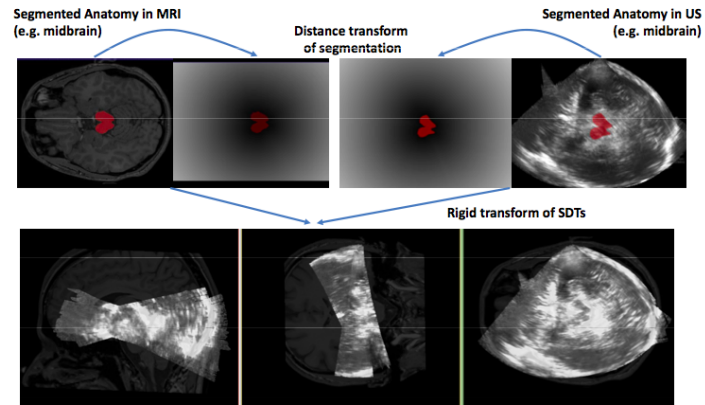 Segmented Anatomy in MRI
(e.g. midbrain)
Distance transform
of segmentation
Segmented Anatomy in US
(e.g. midbrain)
Rigid transform of SDTs